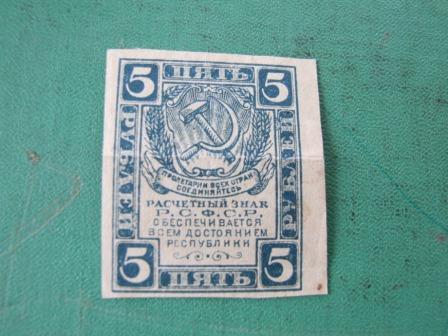 5 ПЯТЬ 5
РУБЛЕЙ
РУБЛЕЙ
ПРОЛЕТАРИИ ВСЕХ СТРАН
СОЕДИНЯЙТЕСЬ
РАСЧЕТНЫЙ ЗНАК
Р.С.Ф.С.Р.
ОБЕСПЕЧИВАЕТСЯ
ВСЕМ ДОСТОЯНИЕМ
РЕСПУБЛИКИ
5 ПЯТЬ 5